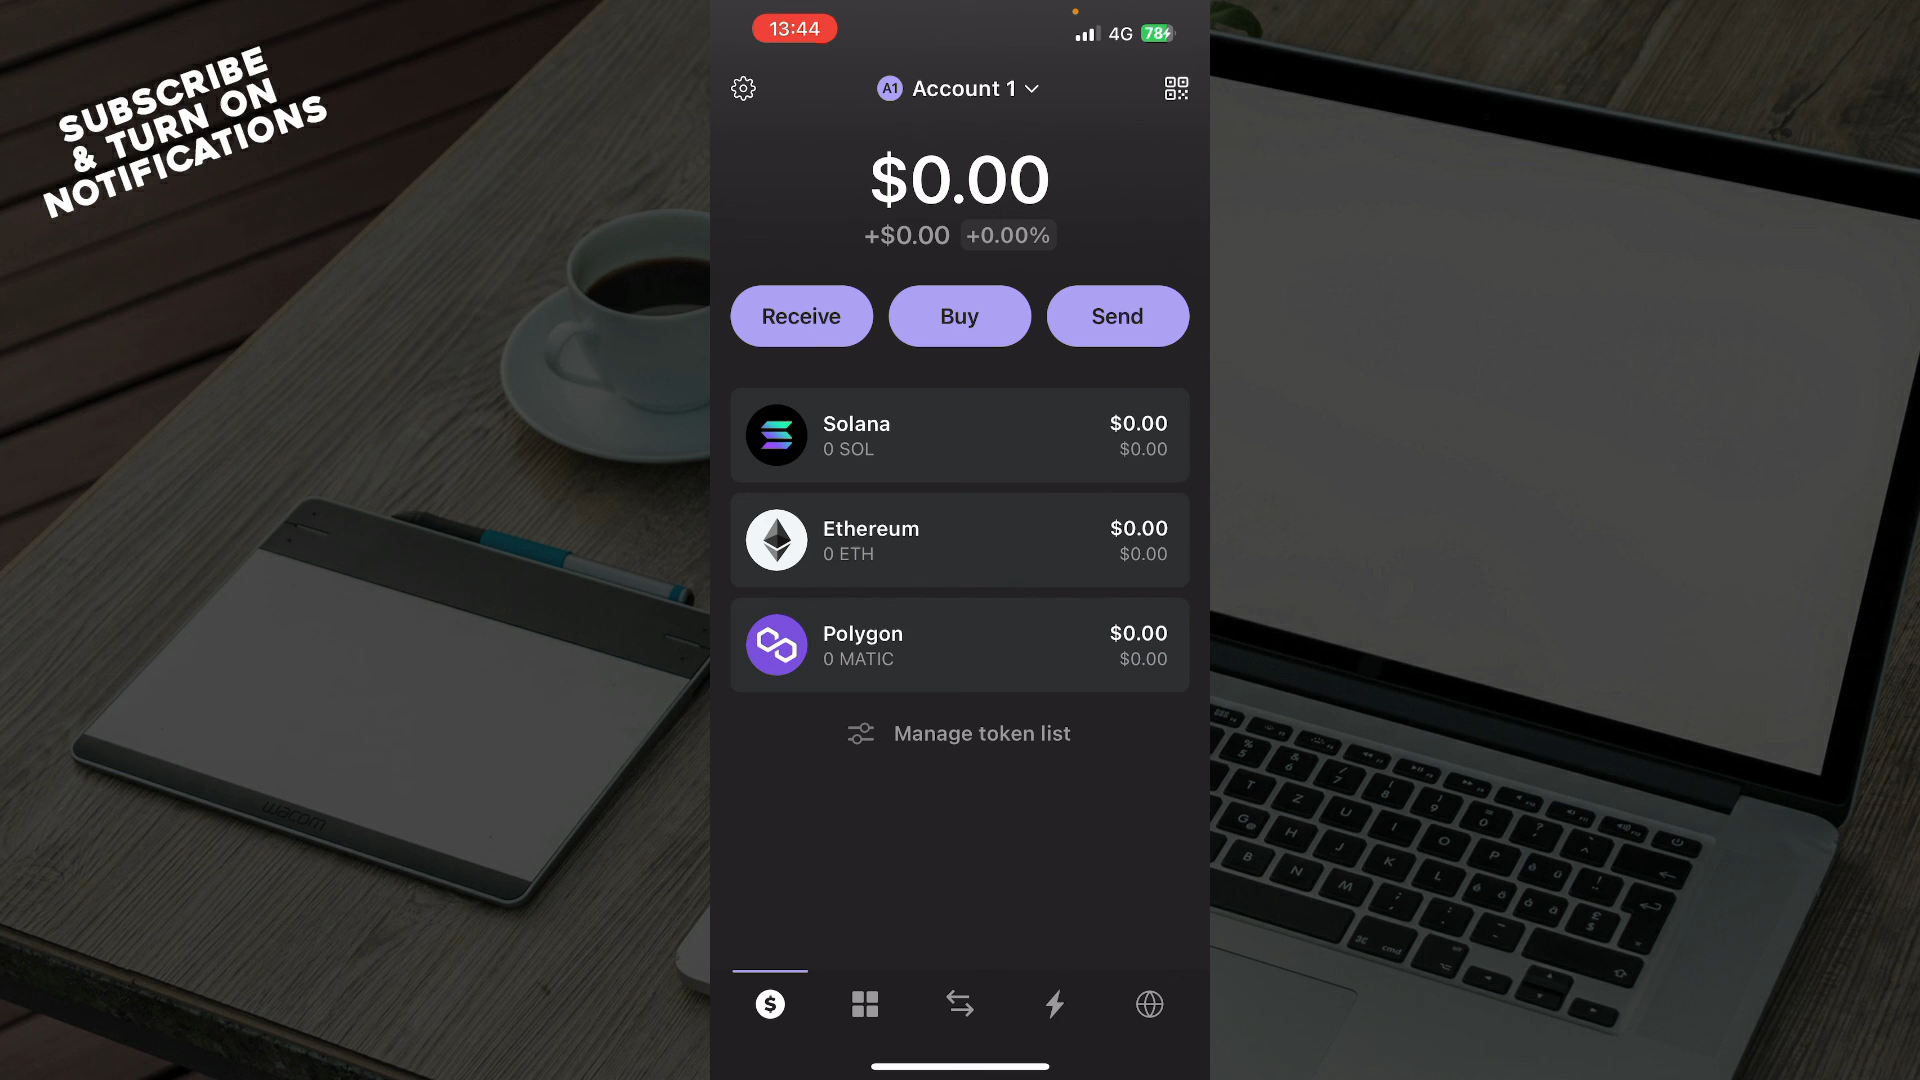 SUBSCRIBE
& TURN ON
NOTIFICATIONS
13:44
4G 78
A1 Account 1
$0.00
+$0.00 +0.00%
Receive Buy Send
Solana $0.00
0 SOL $0.00
Ethereum $0.00
0 ETH $0.00
Polygon $0.00
0 MATIC $0.00
Manage token list
wacom